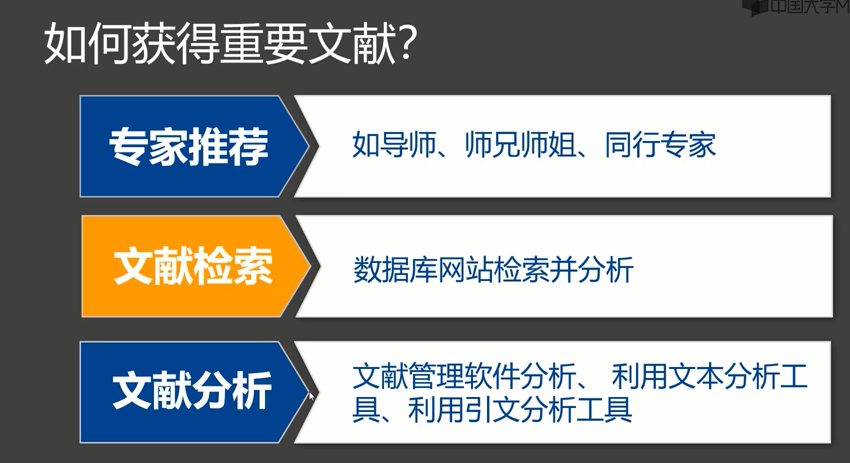 中国大学M
如何获得重要文献?
专家推荐
如导师、师兄师姐、同行专家
文献检索
数据库网站检索并分析
文献分析
文献管理软件分析、 利用文本分析工
具、利用引文分析工具